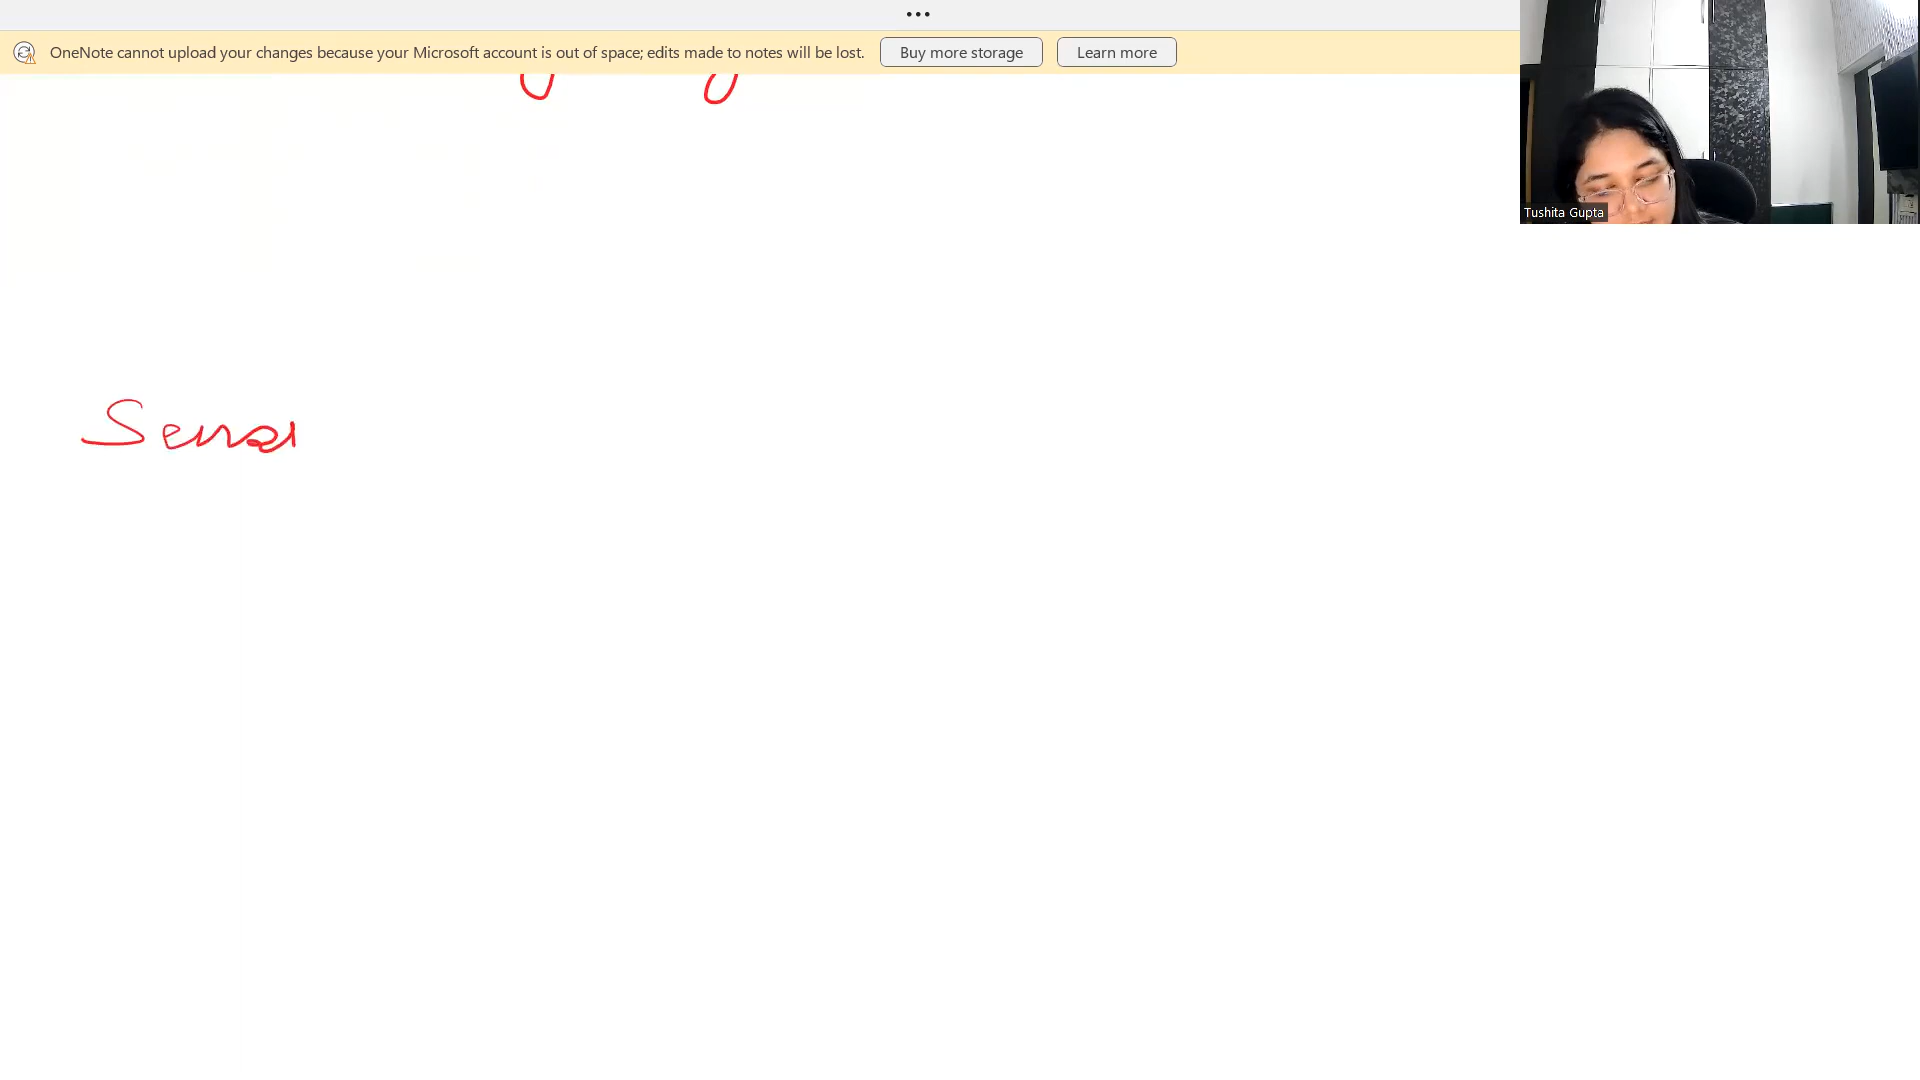 OneNote cannot upload your changes because your Microsoft account is out of space; edits made to notes will be lost. Buy more storage Learn more
Tushita Gupta